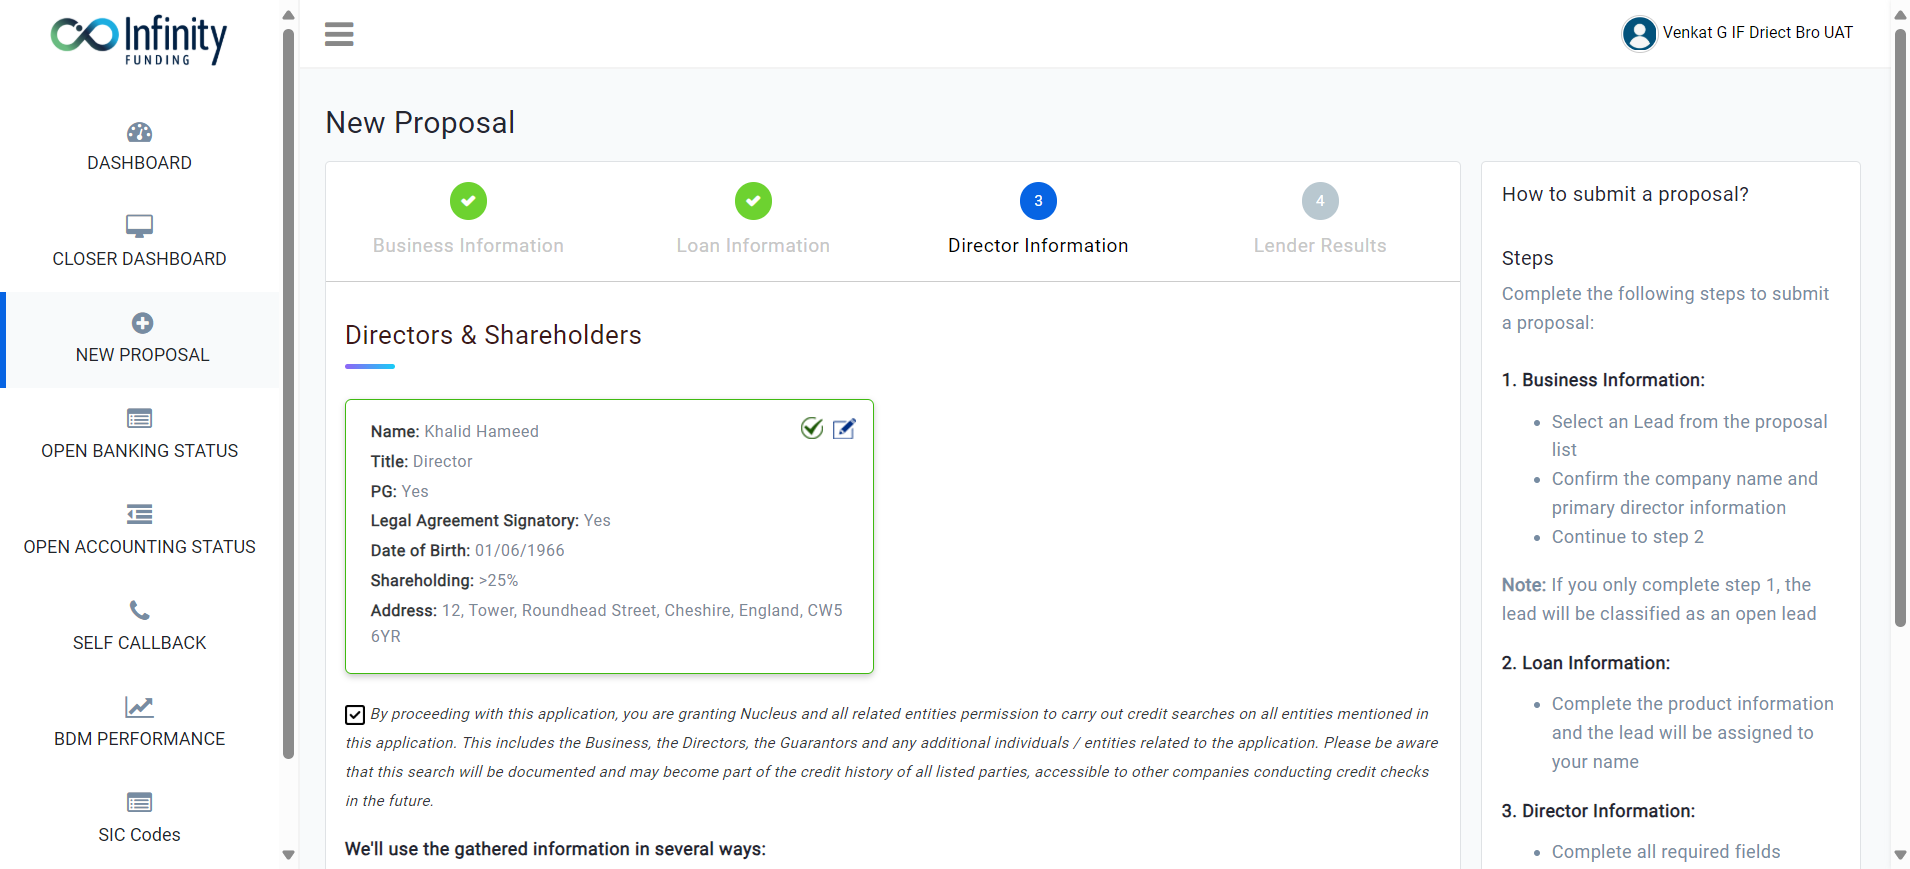 Infinity
FUNDING
DASHBOARD
CLOSER DASHBOARD
NEW PROPOSAL
OPEN BANKING STATUS
OPEN ACCOUNTING STATUS
SELF CALLBACK
BDM PERFORMANCE
SIC Codes
Venkat G IF Driect Bro UAT
New Proposal
3
4
Business Information
Loan Information
Director Information
Lender Results
Directors & Shareholders
Name: Khalid Hameed
Title: Director
PG: Yes
Legal Agreement Signatory: Yes
Date of Birth: 01/06/1966
Shareholding: >25%
Address: 12, Tower, Roundhead Street, Cheshire, England, CW5
6YR
By proceeding with this application, you are granting Nucleus and all related entities permission to carry out credit searches on all entities mentioned in
this application. This includes the Business, the Directors, the Guarantors and any additional individuals / entities related to the application. Please be aware
that this search will be documented and may become part of the credit history of all listed parties, accessible to other companies conducting credit checks
in the future.
We'll use the gathered information in several ways:
How to submit a proposal?
Steps
Complete the following steps to submit
a proposal:
1. Business Information:
• Select an Lead from the proposal
list
• Confirm the company name and
primary director information
• Continue to step 2
Note: If you only complete step 1, the
lead will be classified as an open lead
2. Loan Information:
• Complete the product information
and the lead will be assigned to
your name
3. Director Information:
• Complete all required fields